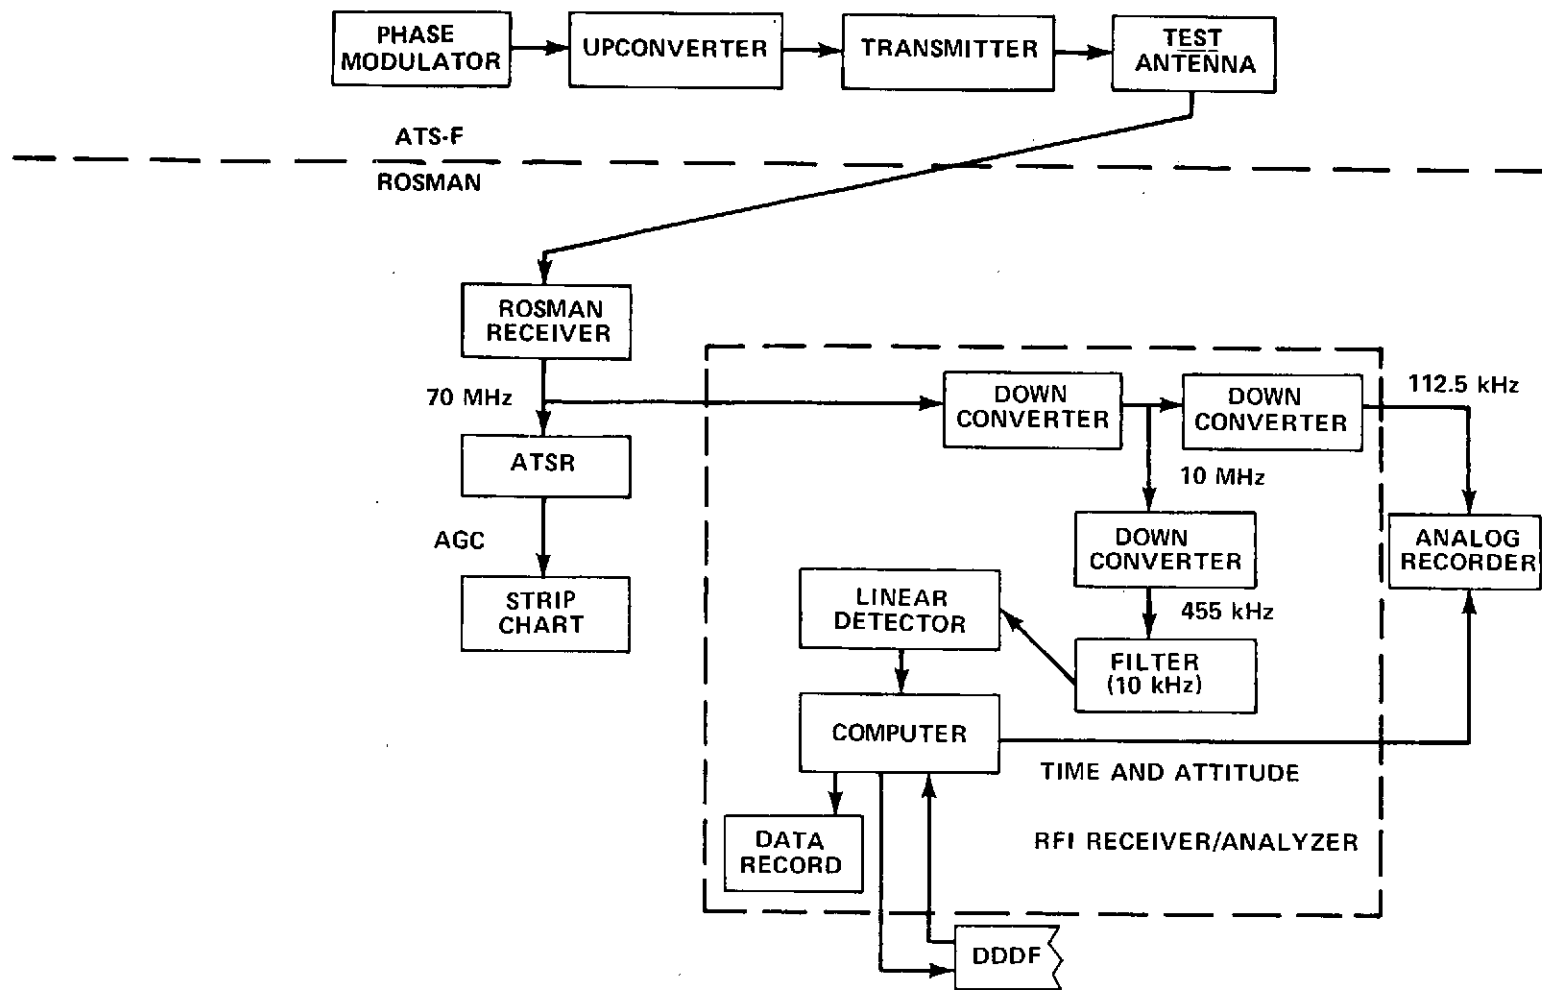 PHASE
MODULATOR
UPCONVERTER
TRANSMITTER
TEST
ANTENNA
ATS-F
ROSMAN
ROSMAN
RECEIVER
70 MHz
ATSR
AGC
STRIP
CHART
DOWN
CONVERTER
DOWN
CONVERTER
112.5 kHz
10 MHz
DOWN
CONVERTER
ANALOG
RECORDER
455 kHz
LINEAR
DETECTOR
FILTER
(10 kHz)
COMPUTER
TIME AND ATTITUDE
DATA
RECORD
RFI RECEIVER/ANALYZER
DDDF